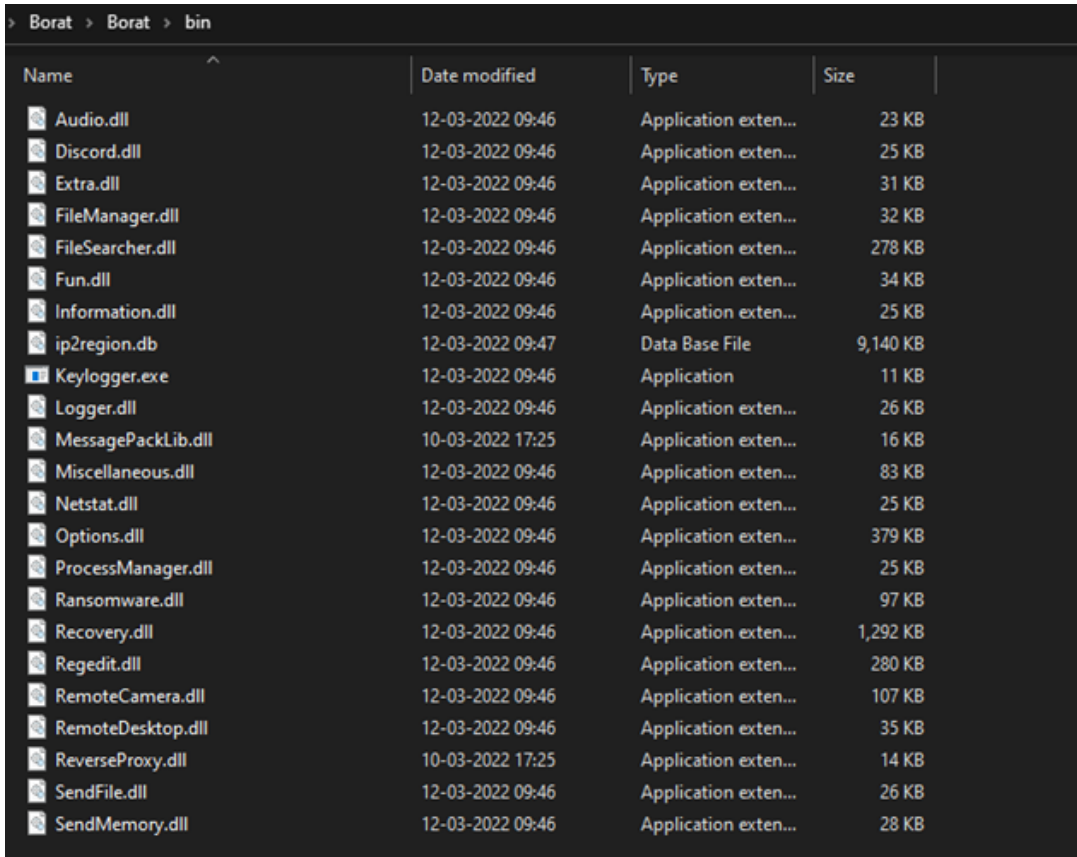 > Borat > Borat > bin
Name Date modified Type Size
Audio.dll 12-03-2022 09:46 Application exten... 23 KB
Discord.dll 12-03-2022 09:46 Application exten... 25 KB
Extra.dll 12-03-2022 09:46 Application exten... 31 KB
FileManager.dll 12-03-2022 09:46 Application exten... 32 KB
FileSearcher.dll 12-03-2022 09:46 Application exten... 278 KB
Fun.dll 12-03-2022 09:46 Application exten... 34 KB
Information.dll 12-03-2022 09:46 Application exten... 25 KB
ip2region.db 12-03-2022 09:47 Data Base File 9,140 KB
Keylogger.exe 12-03-2022 09:46 Application 11 KB
Logger.dll 12-03-2022 09:46 Application exten... 26 KB
MessagePackLib.dll 10-03-2022 17:25 Application exten... 16 KB
Miscellaneous.dll 12-03-2022 09:46 Application exten... 83 KB
Netstat.dll 12-03-2022 09:46 Application exten... 25 KB
Options.dll 12-03-2022 09:46 Application exten... 379 KB
ProcessManager.dll 12-03-2022 09:46 Application exten... 25 KB
Ransomware.dll 12-03-2022 09:46 Application exten... 97 KB
Recovery.dll 12-03-2022 09:46 Application exten... 1,292 KB
Regedit.dll 12-03-2022 09:46 Application exten... 280 KB
RemoteCamera.dll 12-03-2022 09:46 Application exten... 107 KB
RemoteDesktop.dll 12-03-2022 09:46 Application exten... 35 KB
ReverseProxy.dll 10-03-2022 17:25 Application exten... 14 KB
SendFile.dll 12-03-2022 09:46 Application exten... 26 KB
SendMemory.dll 12-03-2022 09:46 Application exten... 28 KB